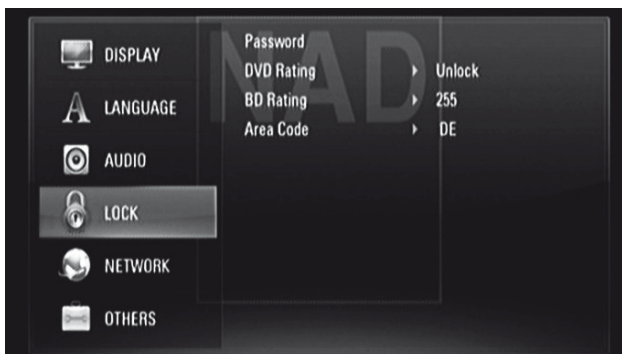 NAD
DISPLAY
LANGUAGE
AUDIO
LOCK
NETWORK
OTHERS
Password
DVD Rating Unlock
BD Rating 255
Area Code DE